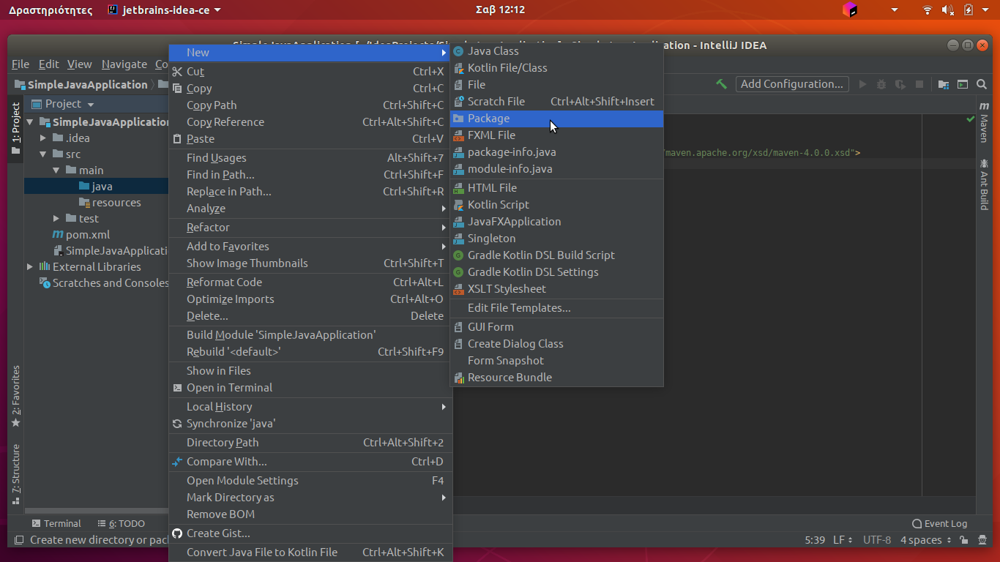 Δραστηριότητες
jetbrains-idea-ce
Σαβ 12:12
- IntelliJ IDEA
File Edit View Navigate
SimpleJavaApplication
Add Configuration...
1: Project
Project
SimpleJavaApplication
.idea
src
main
java
resources
test
pom.xml
External Libraries
Scratches and Consoles
2: Favorites
7: Structure
New
Cut Ctrl+X
Copy Ctrl+C
Copy Path Ctrl+Shift+C
Copy Reference Ctrl+Alt+Shift+C
Paste Ctrl+V
Find Usages Alt+Shift+7
Find in Path... Ctrl+Shift+F
Replace in Path... Ctrl+Shift+R
Analyze
Refactor
Add to Favorites
Show Image Thumbnails Ctrl+Shift+T
Reformat Code Ctrl+Alt+L
Optimize Imports Ctrl+Alt+O
Delete... Delete
Build Module 'SimpleJavaApplication'
Rebuild '<default>' Ctrl+Shift+F9
Show in Files
Open in Terminal
Local History
Synchronize 'java'
Directory Path Ctrl+Alt+Shift+2
Compare With... Ctrl+D
Open Module Settings F4
Mark Directory as
Remove BOM
Create Gist...
Convert Java File to Kotlin File Ctrl+Alt+Shift+K
Java Class
Kotlin File/Class
File
Scratch File Ctrl+Alt+Shift+Insert
Package
FXML File
package-info.java
module-info.java
HTML File
Kotlin Script
JavaFXApplication
Singleton
Gradle Kotlin DSL Build Script
Gradle Kotlin DSL Settings
XSLT Stylesheet
Edit File Templates...
GUI Form
Create Dialog Class
Form Snapshot
Resource Bundle
/maven.apache.org/xsd/maven-4.0.0.xsd">
Maven
Ant Build
Terminal
6: TODO
Event Log
Create new directory or
5:39 LF UTF-8 4 spaces